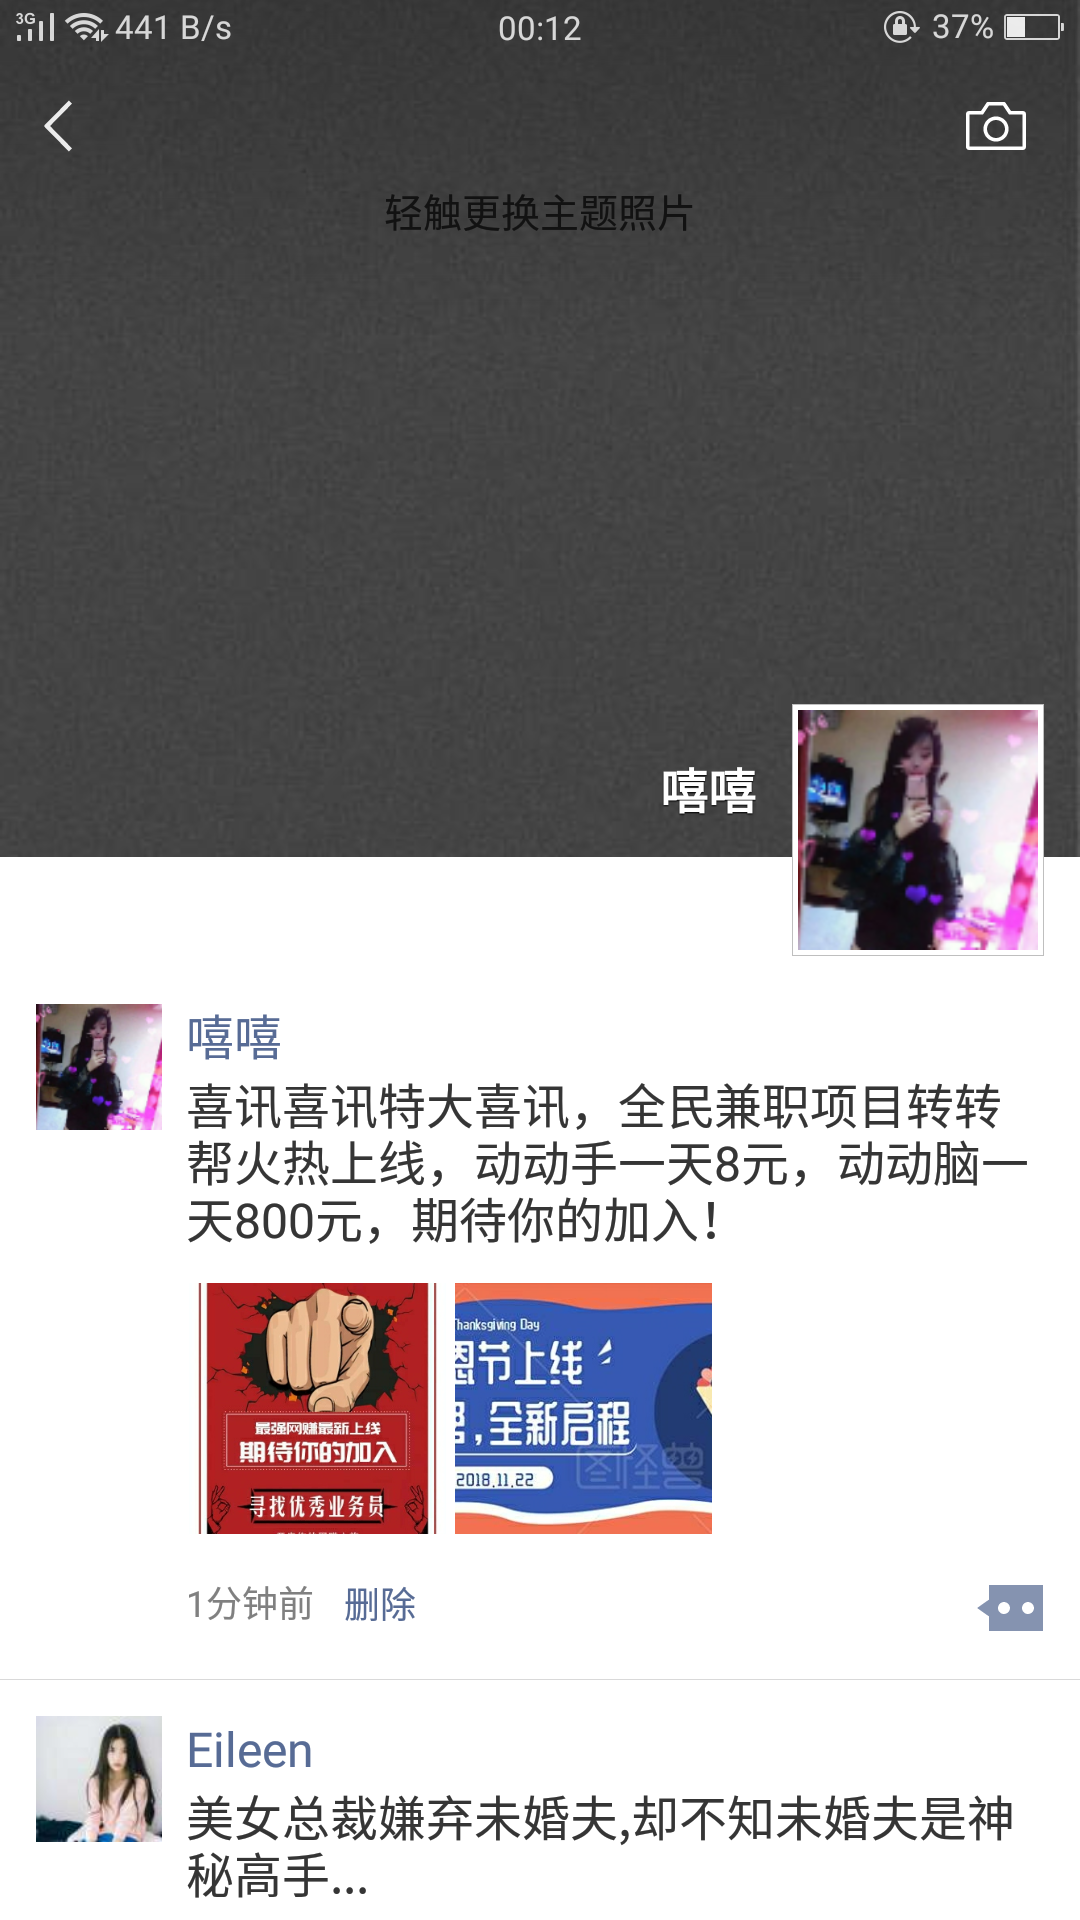 3G 441 B/s 00:12 37%
轻触更换主题照片
嘻嘻
嘻嘻
喜讯喜讯特大喜讯，全民兼职项目转转
帮火热上线，动动手一天8元，动动脑一
天800元，期待你的加入！
最强网赚最新上线
期待你的加入
寻找优秀业务员
Thanksgiving Day
恩节上线
,全新启程
2018.11.22
图怪兽
1分钟前 删除
Eileen
美女总裁嫌弃未婚夫,却不知未婚夫是神
秘高手...